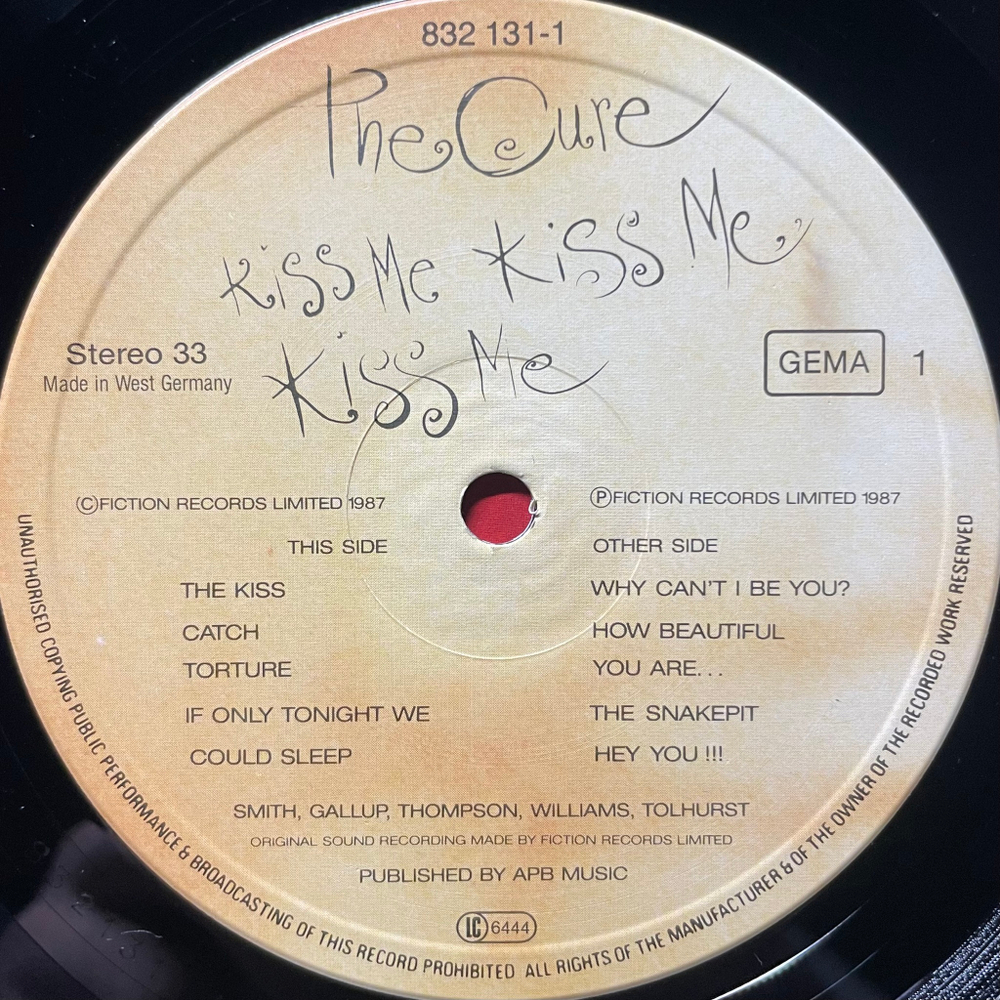 832 131-1
The Cure
Kiss Me Kiss Me
Kiss Me
Stereo 33
Made in West Germany
GEMA 1
ⒸFICTION RECORDS LIMITED 1987
ⓅFICTION RECORDS LIMITED 1987
THIS SIDE
THE KISS
CATCH
TORTURE
IF ONLY TONIGHT WE
COULD SLEEP
OTHER SIDE
WHY CAN'T I BE YOU?
HOW BEAUTIFUL
YOU ARE...
THE SNAKEPIT
HEY YOU !!!
SMITH, GALLUP, THOMPSON, WILLIAMS, TOLHURST
ORIGINAL SOUND RECORDING MADE BY FICTION RECORDS LIMITED
PUBLISHED BY APB MUSIC
LC 6444
UNAUTHORISED COPYING PUBLIC PERFORMANCE & BROADCASTING OF THIS RECORD PROHIBITED ALL RIGHTS OF THE MANUFACTURER & OF THE OWNER OF THE RECORDED WORK RESERVED